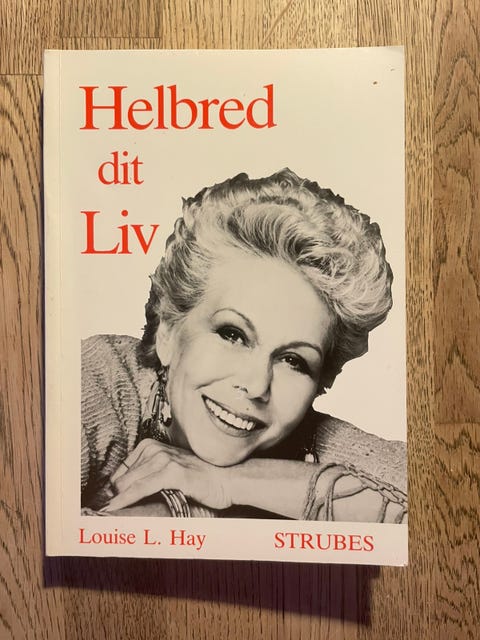 Helbred
dit
Liv
Louise L. Hay STRUBES